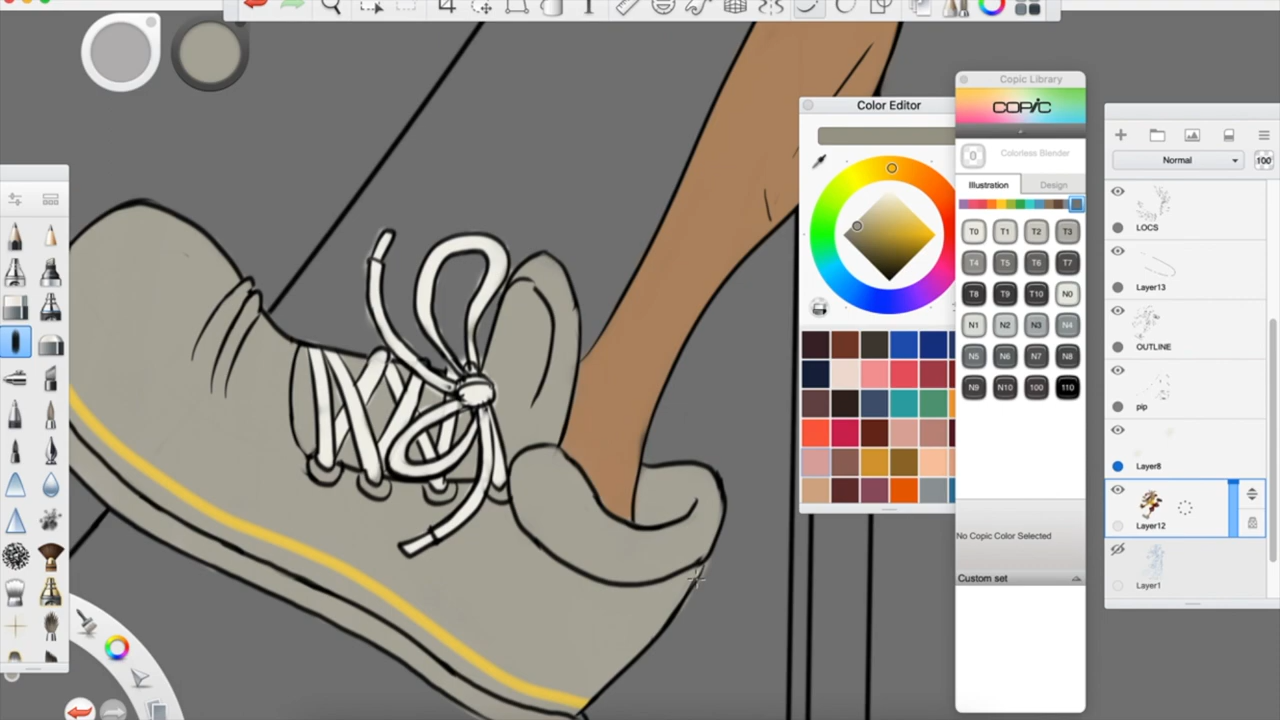 Color Editor
Copic Library
COPIC
0
Colorless Blender
Illustration
Design
T0 T1 T2 T3
T4 T5 T6 T7
T8 T9 T10 N0
N1 N2 N3 N4
N5 N6 N7 N8
N9 N10 100 110
No Copic Color Selected
Custom set
Normal
100
LOCS
Layer13
OUTLINE
pip
Layer8
Layer12
Layer1